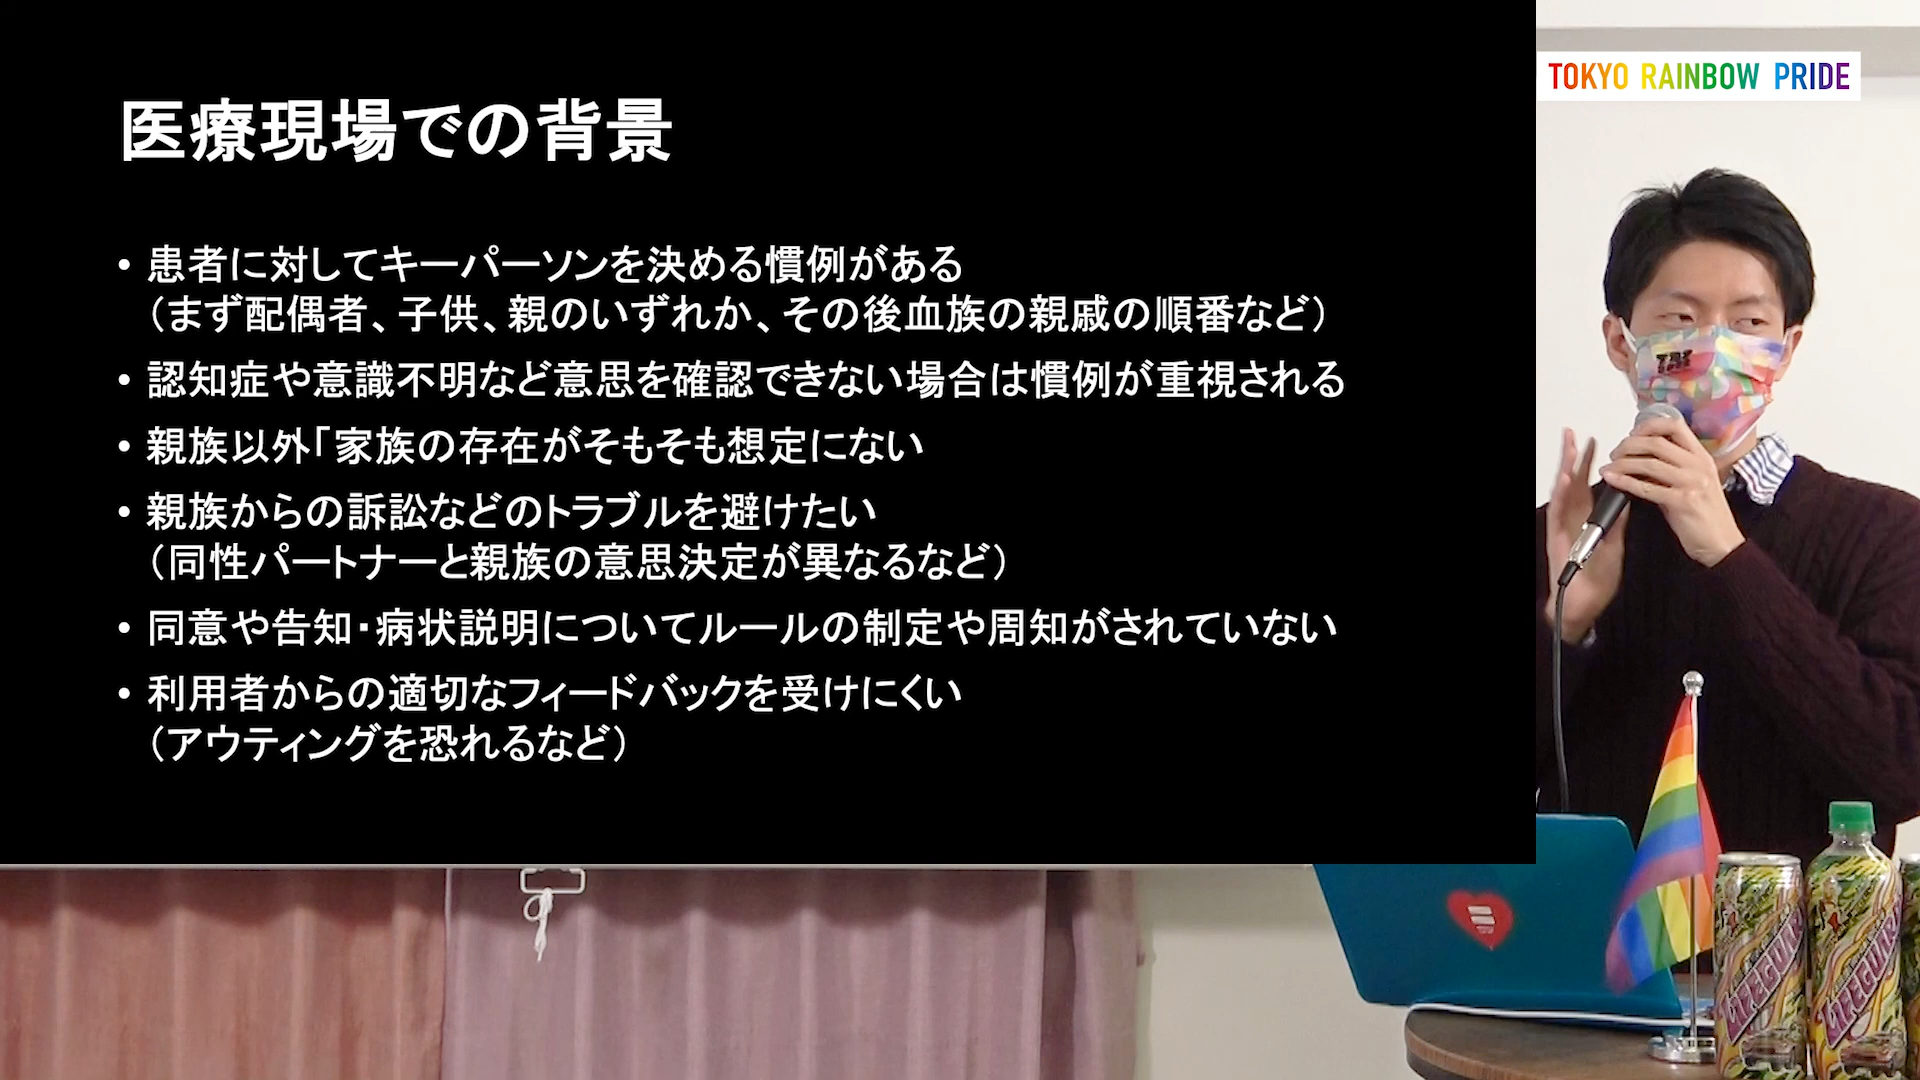 医療現場での背景
• 患者に対してキーパーソンを決める慣例がある
（まず配偶者、子供、親のいずれか、その後血族の親戚の順番など）
• 認知症や意識不明など意思を確認できない場合は慣例が重視される
• 親族以外「家族の存在がそもそも想定にない
• 親族からの訴訟などのトラブルを避けたい
（同性パートナーと親族の意思決定が異なるなど）
• 同意や告知・病状説明についてルールの制定や周知がされていない
• 利用者からの適切なフィードバックを受けにくい
（アウティングを恐れるなど）
TOKYO RAINBOW PRIDE
LIFEGUARD
LIFEGUARD